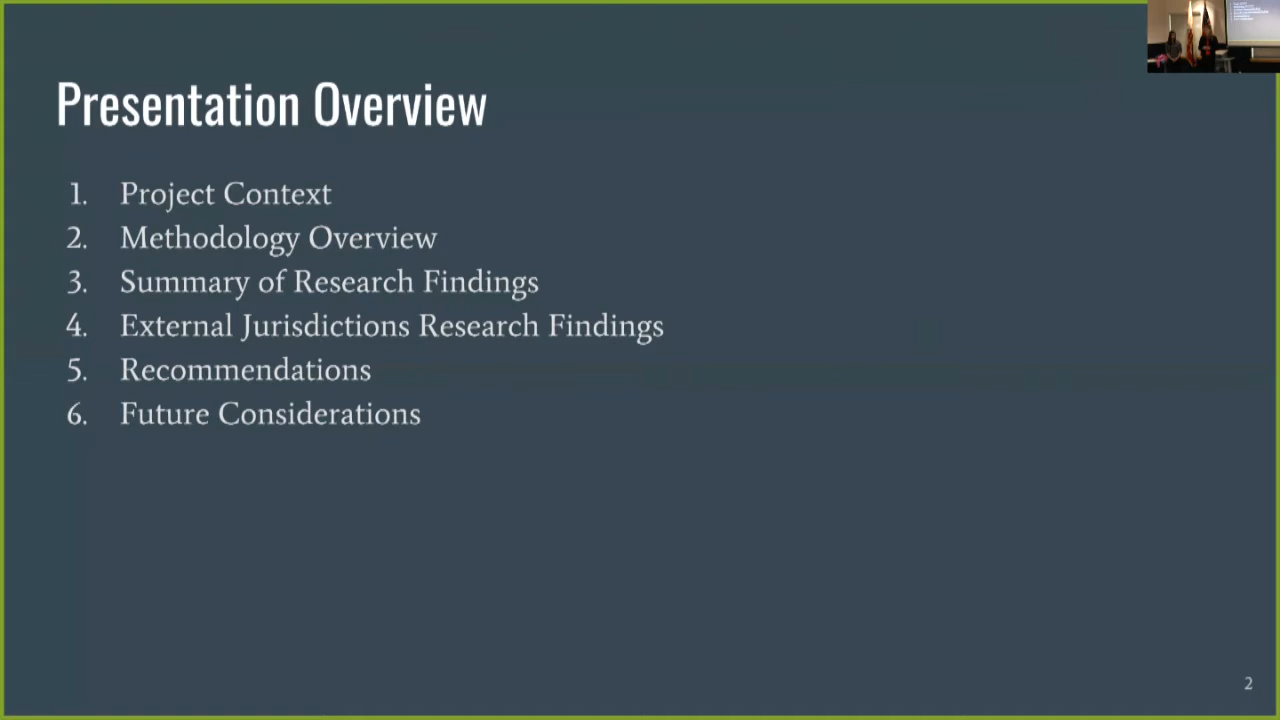 Presentation Overview
1. Project Context
2. Methodology Overview
3. Summary of Research Findings
4. External Jurisdictions Research Findings
5. Recommendations
6. Future Considerations
2